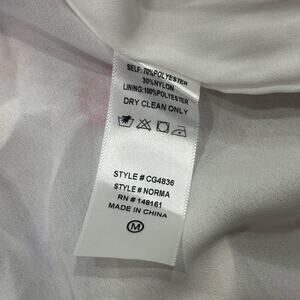 SELF: 70%POLYESTER
30%NYLON
LINING:100%POLYESTER
DRY CLEAN ONLY
STYLE # CG4836
STYLE # NORMA
RN # 148161
MADE IN CHINA
M